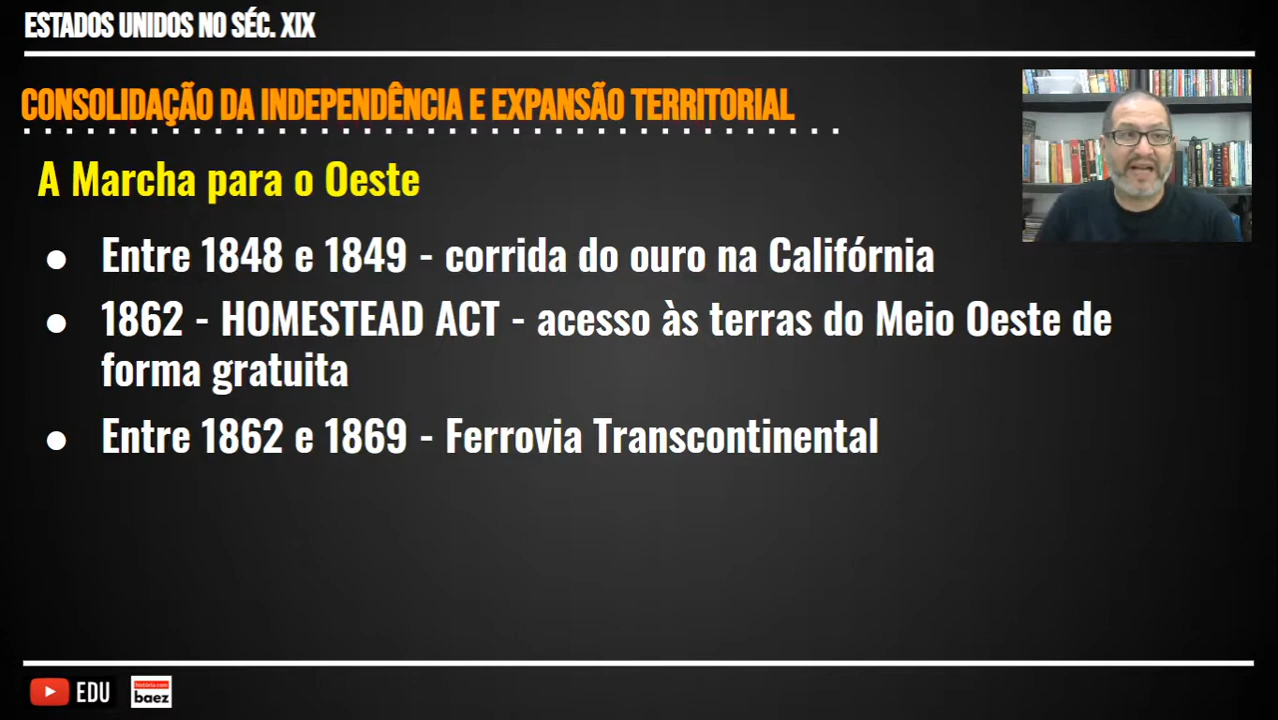 ESTADOS UNIDOS NO SÉC. XIX
CONSOLIDAÇÃO DA INDEPENDÊNCIA E EXPANSÃO TERRITORIAL
A Marcha para o Oeste
● Entre 1848 e 1849 - corrida do ouro na Califórnia
● 1862 - HOMESTEAD ACT - acesso às terras do Meio Oeste de
forma gratuita
● Entre 1862 e 1869 - Ferrovia Transcontinental
EDU
história.com
baez